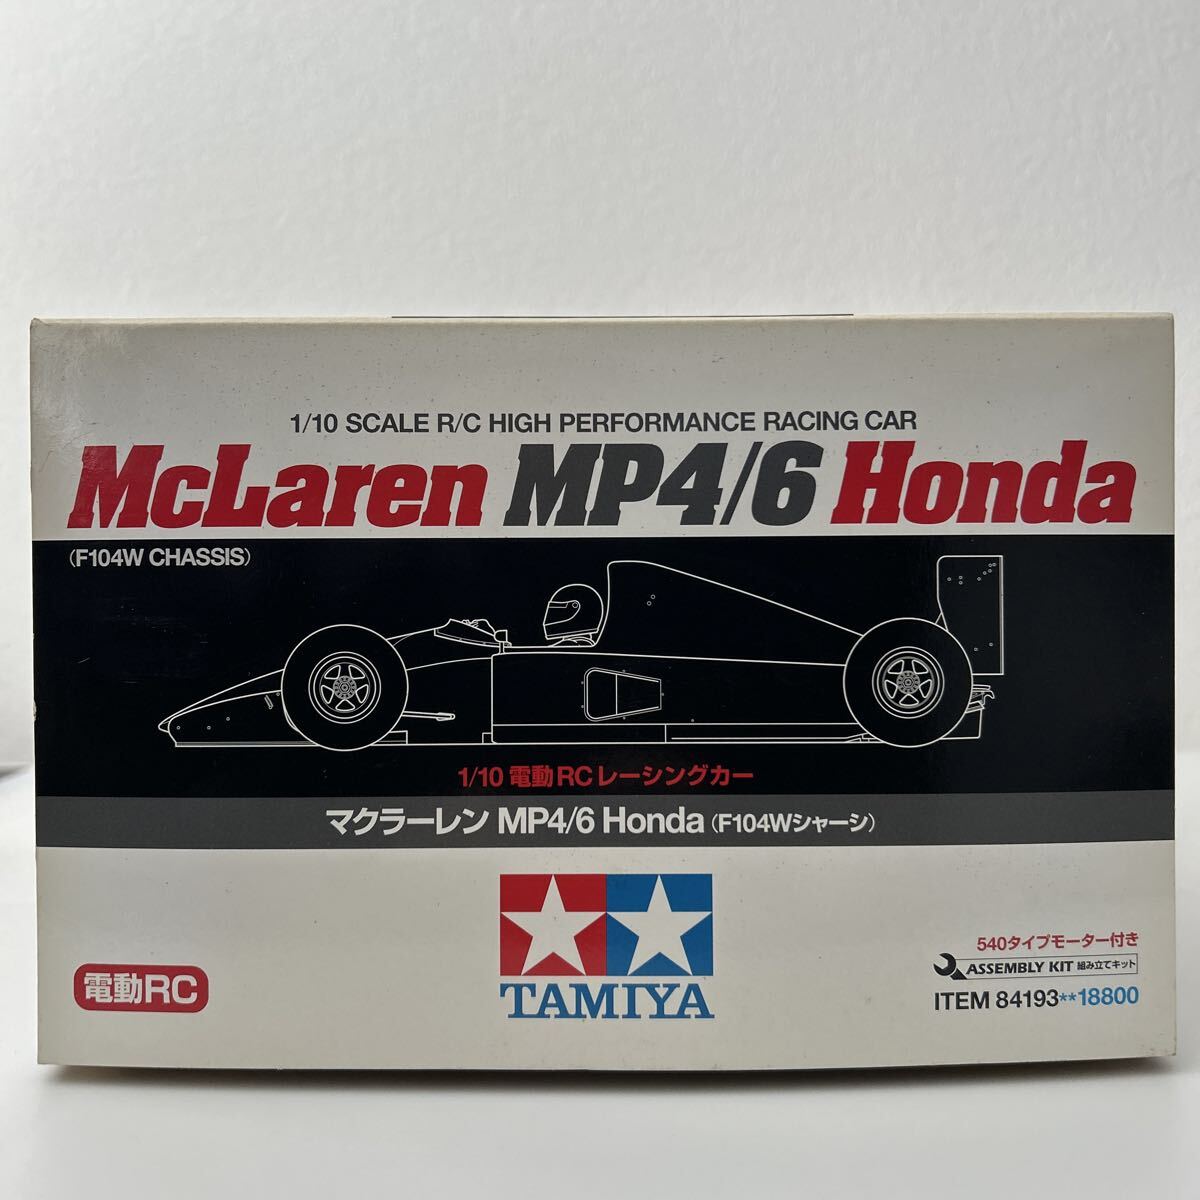 1/10 SCALE R/C HIGH PERFORMANCE RACING CAR
McLaren MP4/6 Honda
(F104W CHASSIS)
1/10 電動RCレーシングカー
マクラーレン MP4/6 Honda (F104Wシャーシ)
TAMIYA
電動RC
540タイプモーター付き
ASSEMBLY KIT 組み立てキット
ITEM 84193**18800